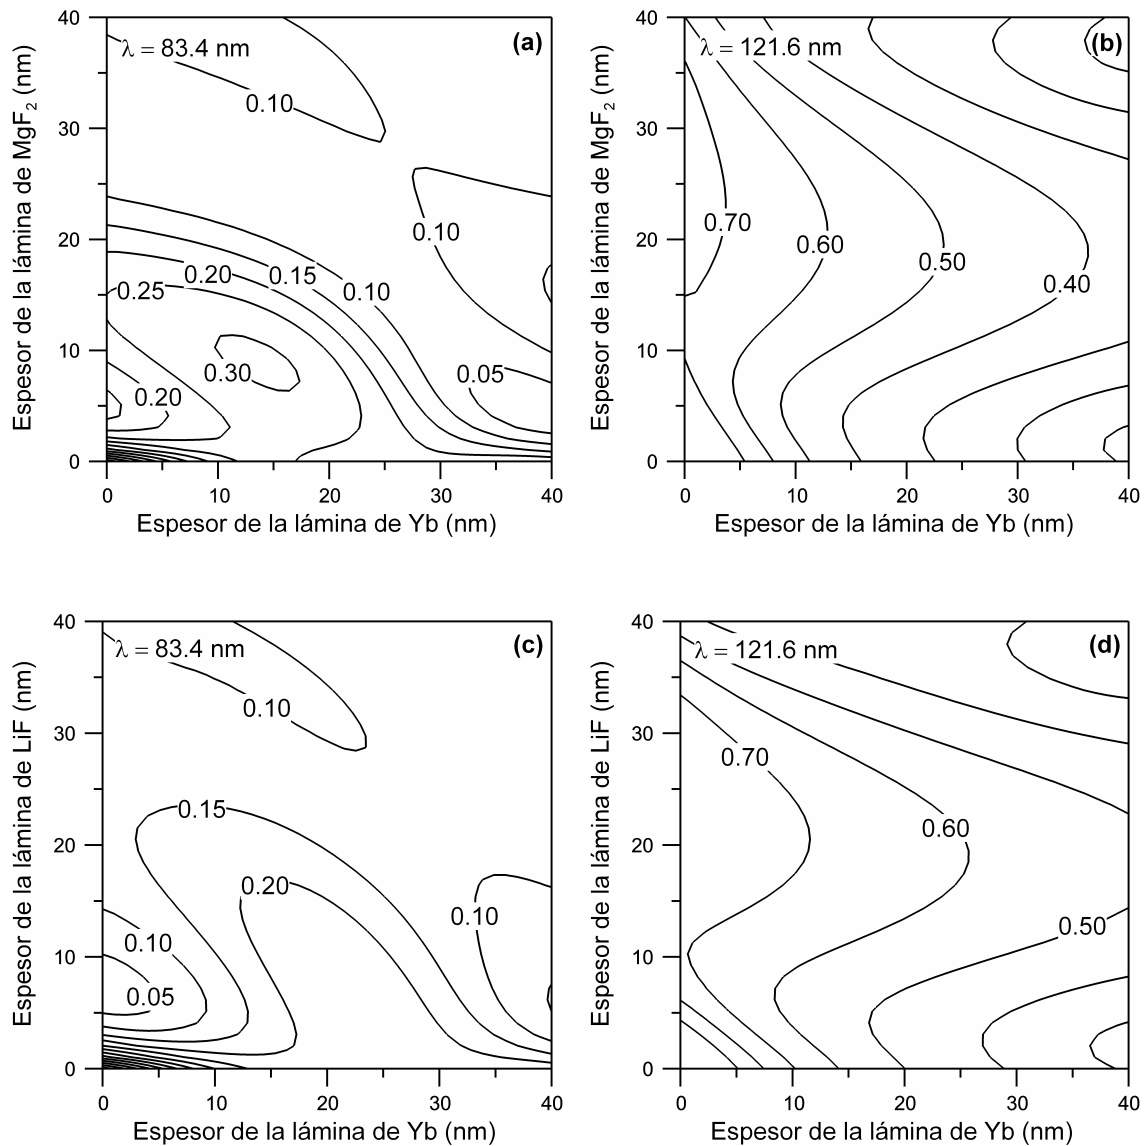 λ = 83.4 nm
(a)
0.10
0.10
0.20
0.15
0.10
0.25
0.30
0.20
0.05
40
30
20
10
0
Espesor de la lámina de MgF₂ (nm)
0 10 20 30 40
Espesor de la lámina de Yb (nm)
λ = 121.6 nm
(b)
0.70
0.60
0.50
0.40
40
30
20
10
0
Espesor de la lámina de MgF₂ (nm)
0 10 20 30 40
Espesor de la lámina de Yb (nm)
λ = 83.4 nm
(c)
0.10
0.15
0.20
0.10
0.10
0.05
40
30
20
10
0
Espesor de la lámina de LiF (nm)
0 10 20 30 40
Espesor de la lámina de Yb (nm)
λ = 121.6 nm
(d)
0.70
0.60
0.50
40
30
20
10
0
Espesor de la lámina de LiF (nm)
0 10 20 30 40
Espesor de la lámina de Yb (nm)